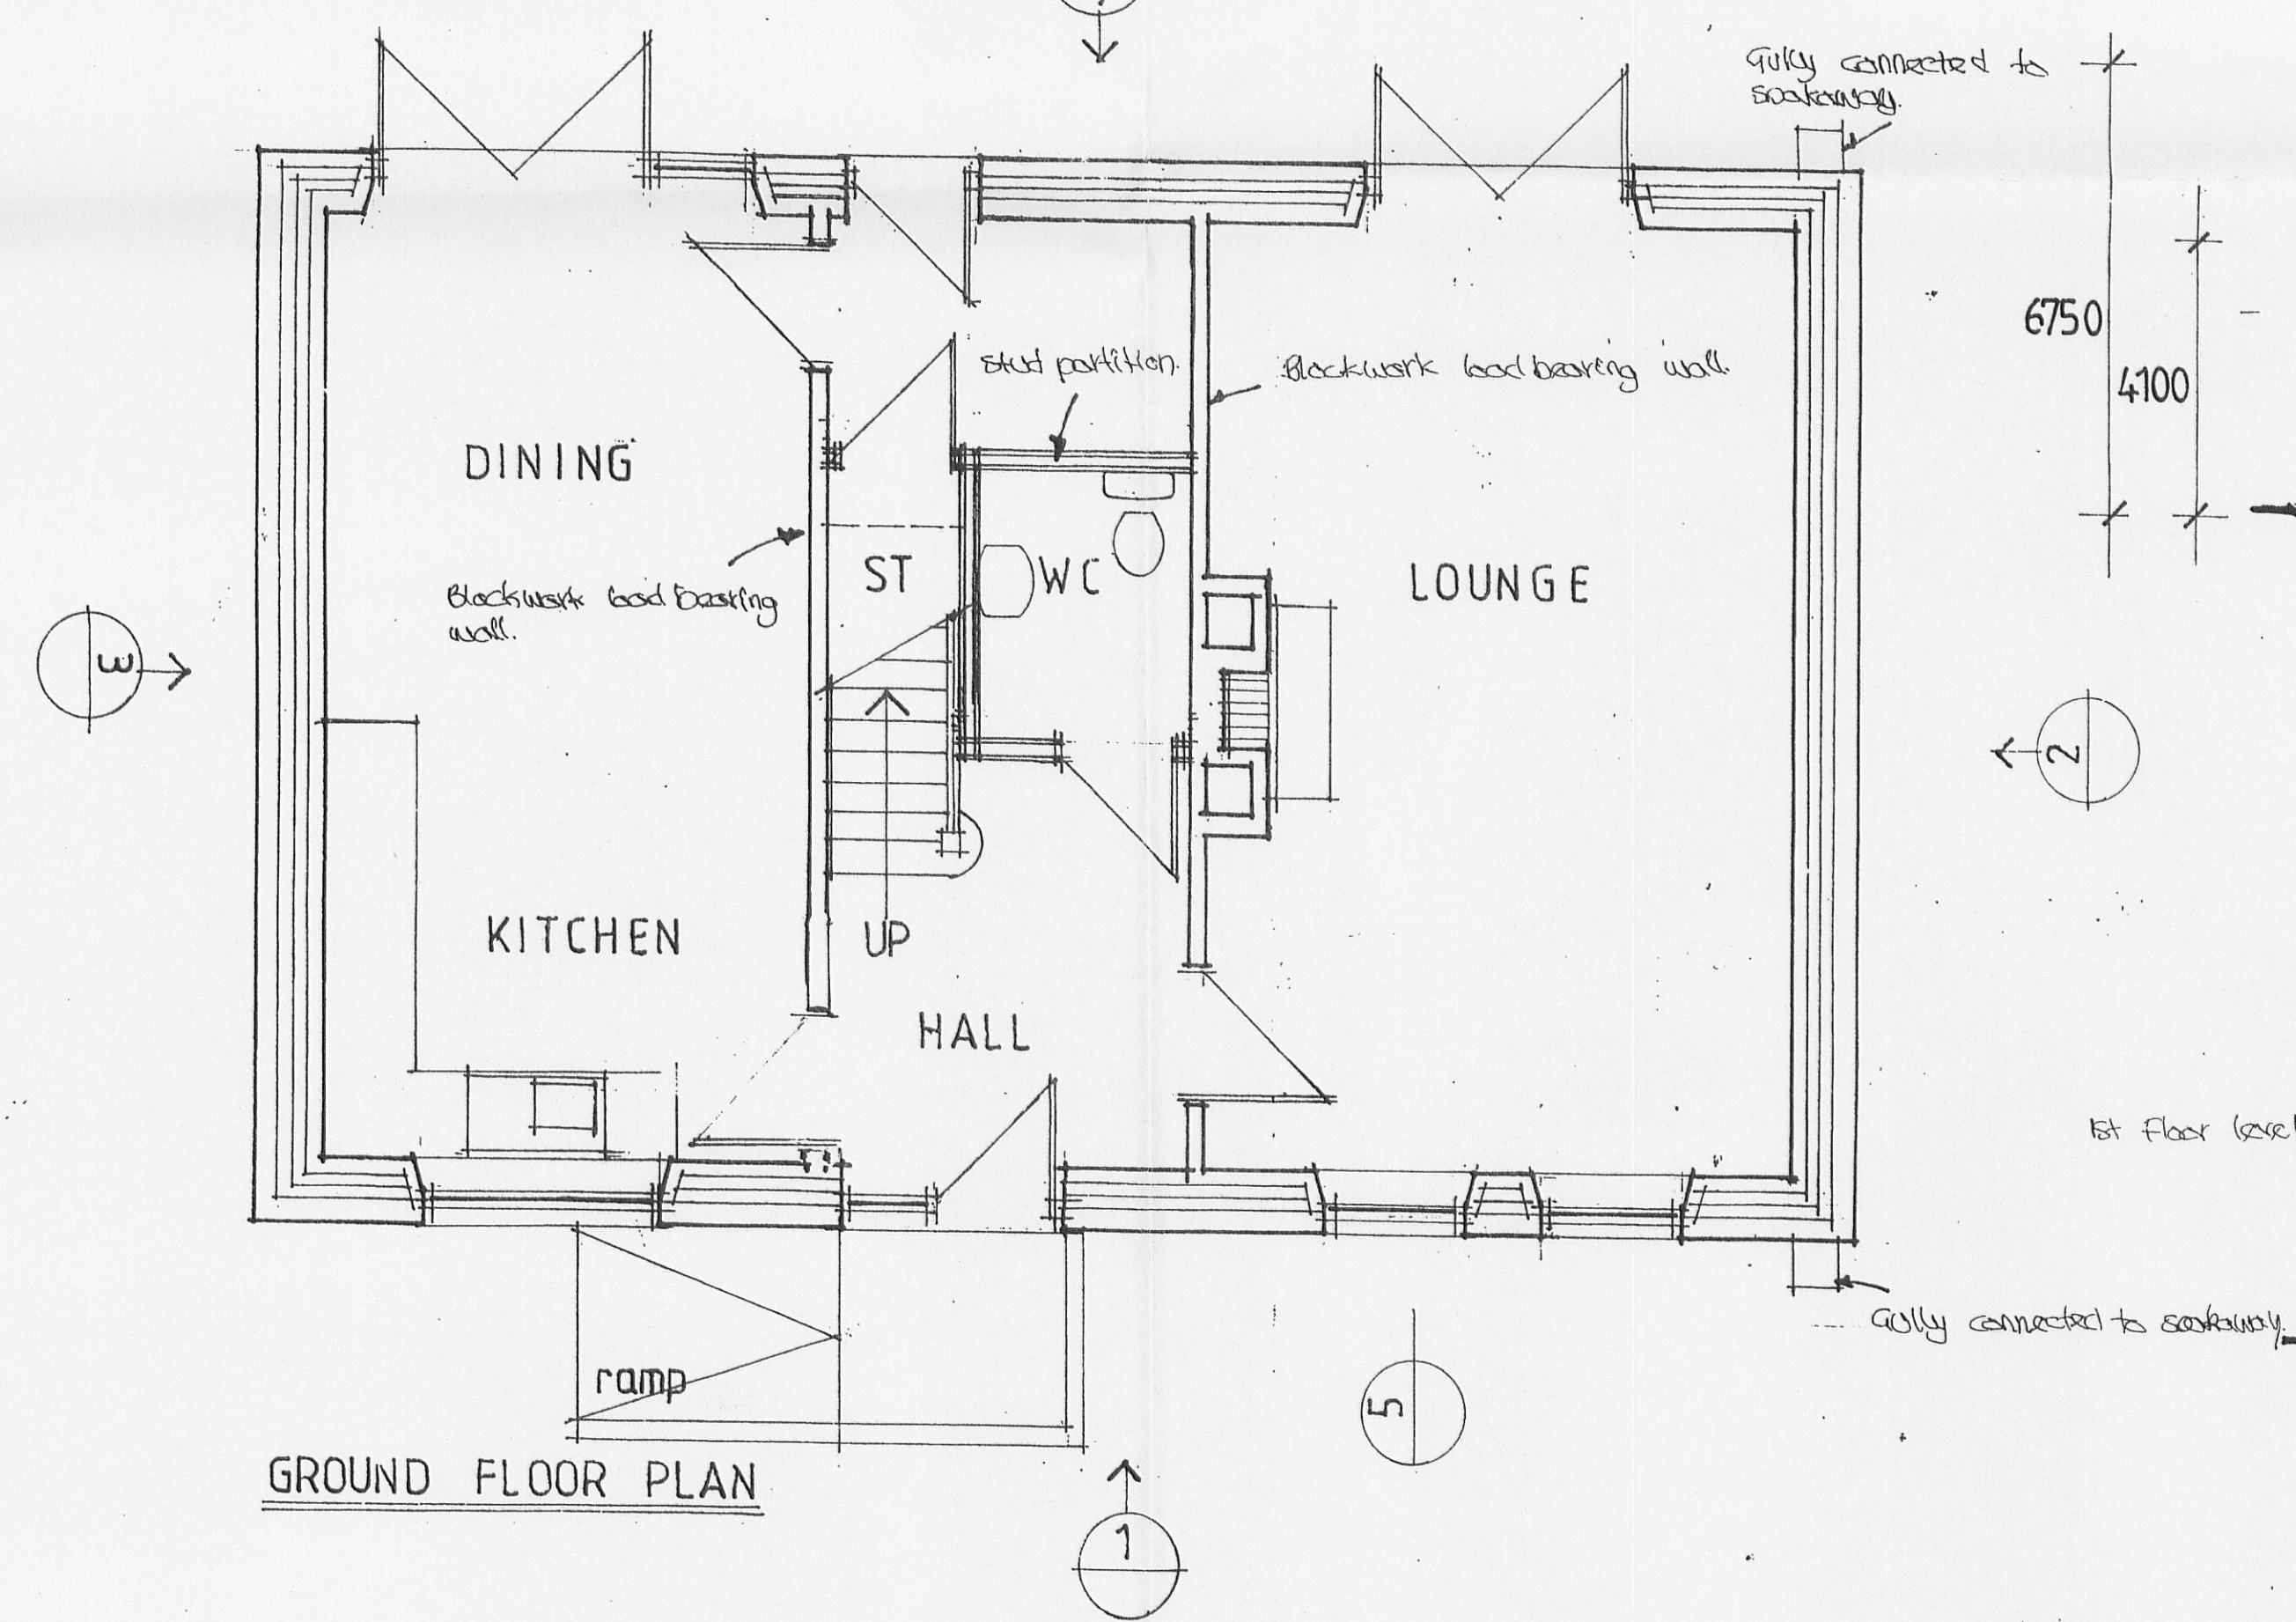 Gully connected to
soakaway.
6750
4100
stud partition.
Blockwork load bearing wall.
DINING
ST
WC
LOUNGE
Blockwork load bearing
wall.
3
2
KITCHEN
UP
HALL
1st Floor level
Gully connected to soakaway.
ramp
5
GROUND FLOOR PLAN
1